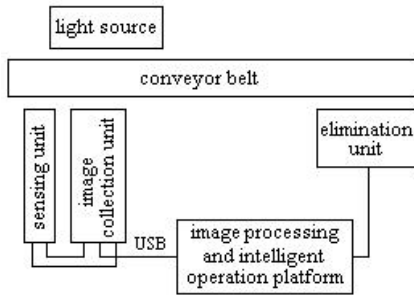 light source
conveyor belt
sensing unit
image
collection unit
elimination
unit
USB
image processing
and intelligent
operation platform